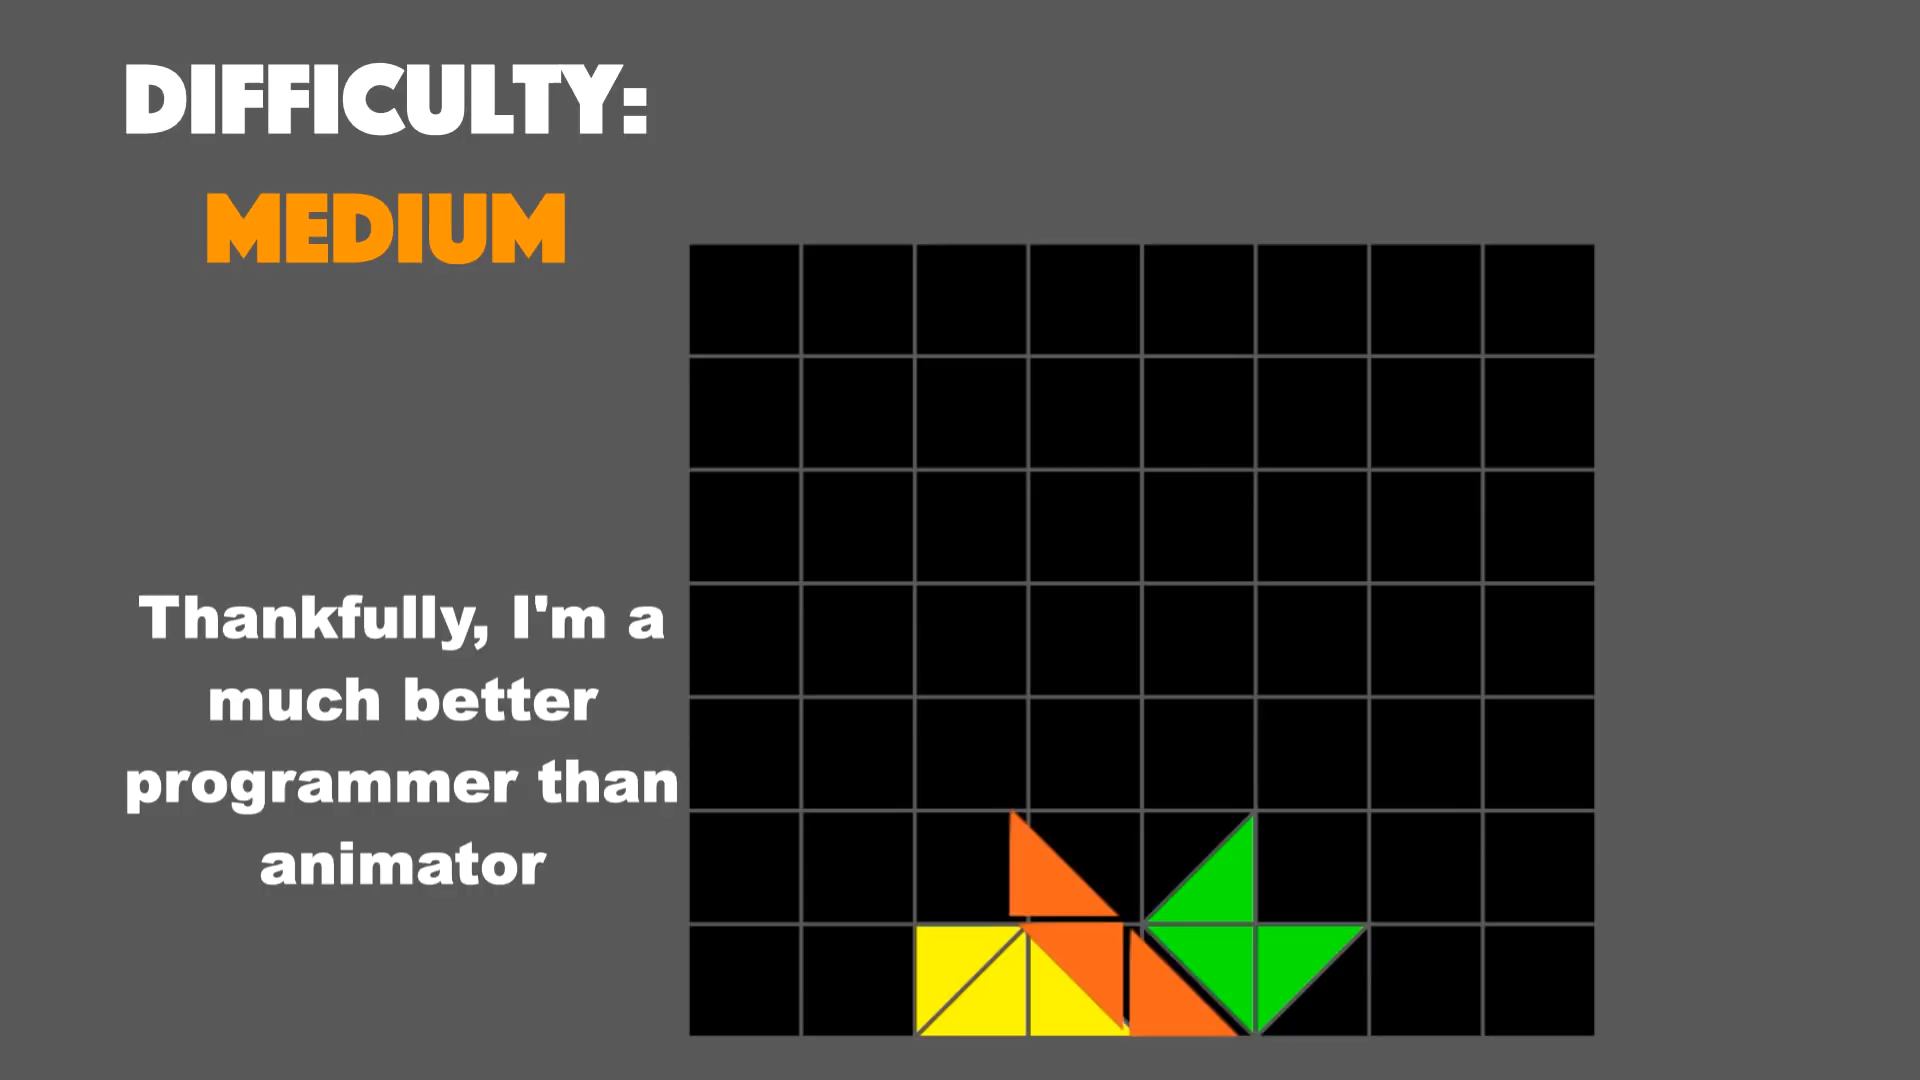 DIFFICULTY:
MEDIUM
Thankfully, I'm a
much better
programmer than
animator